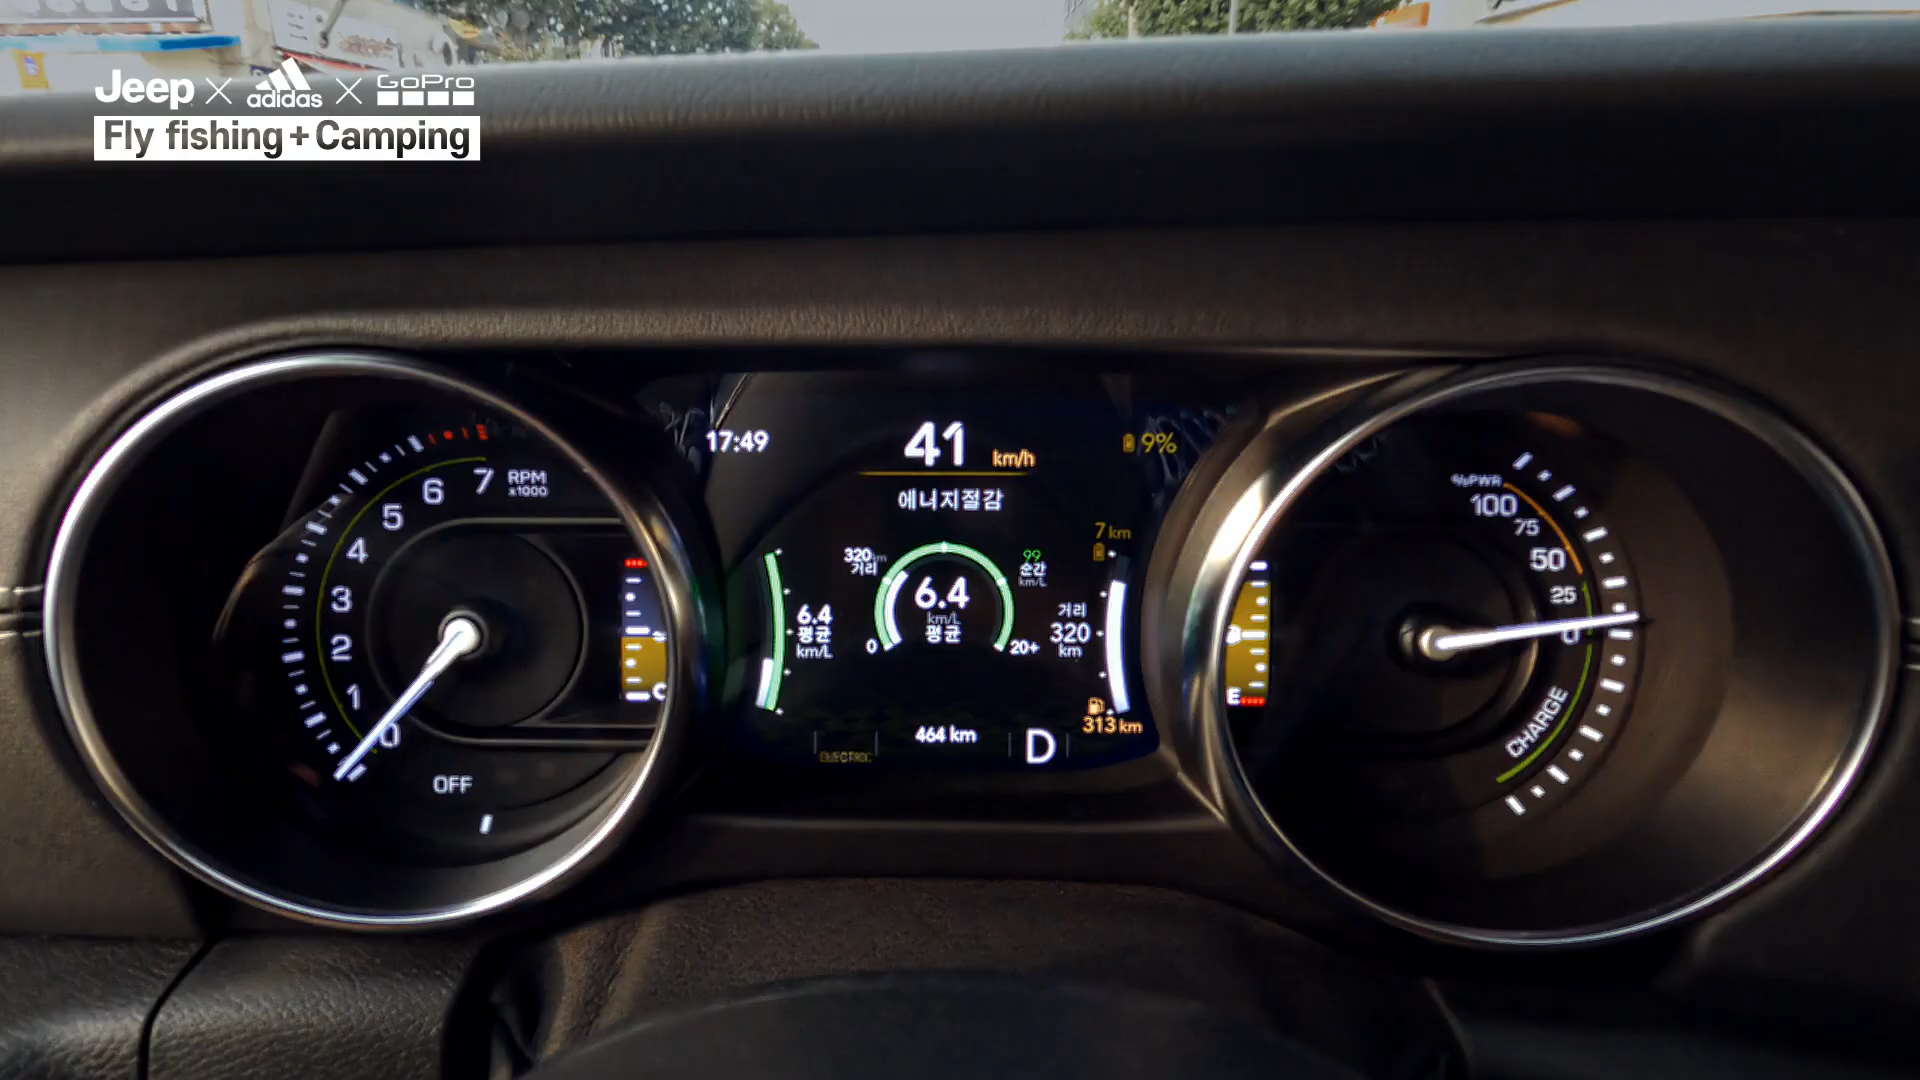 Jeep × adidas × GoPro
Fly fishing+Camping
7 RPM x1000
6
5
4
3
2
1
0
OFF
C
17:49
41 km/h
9%
에너지절감
7 km
320 km
거리
99
순간
km/L
6.4
km/L
평균
0
20+
6.4
평균
km/L
거리
320
km
313 km
ELECTRIC
464 km
D
E
%PWR
100
75
50
25
0
CHARGE